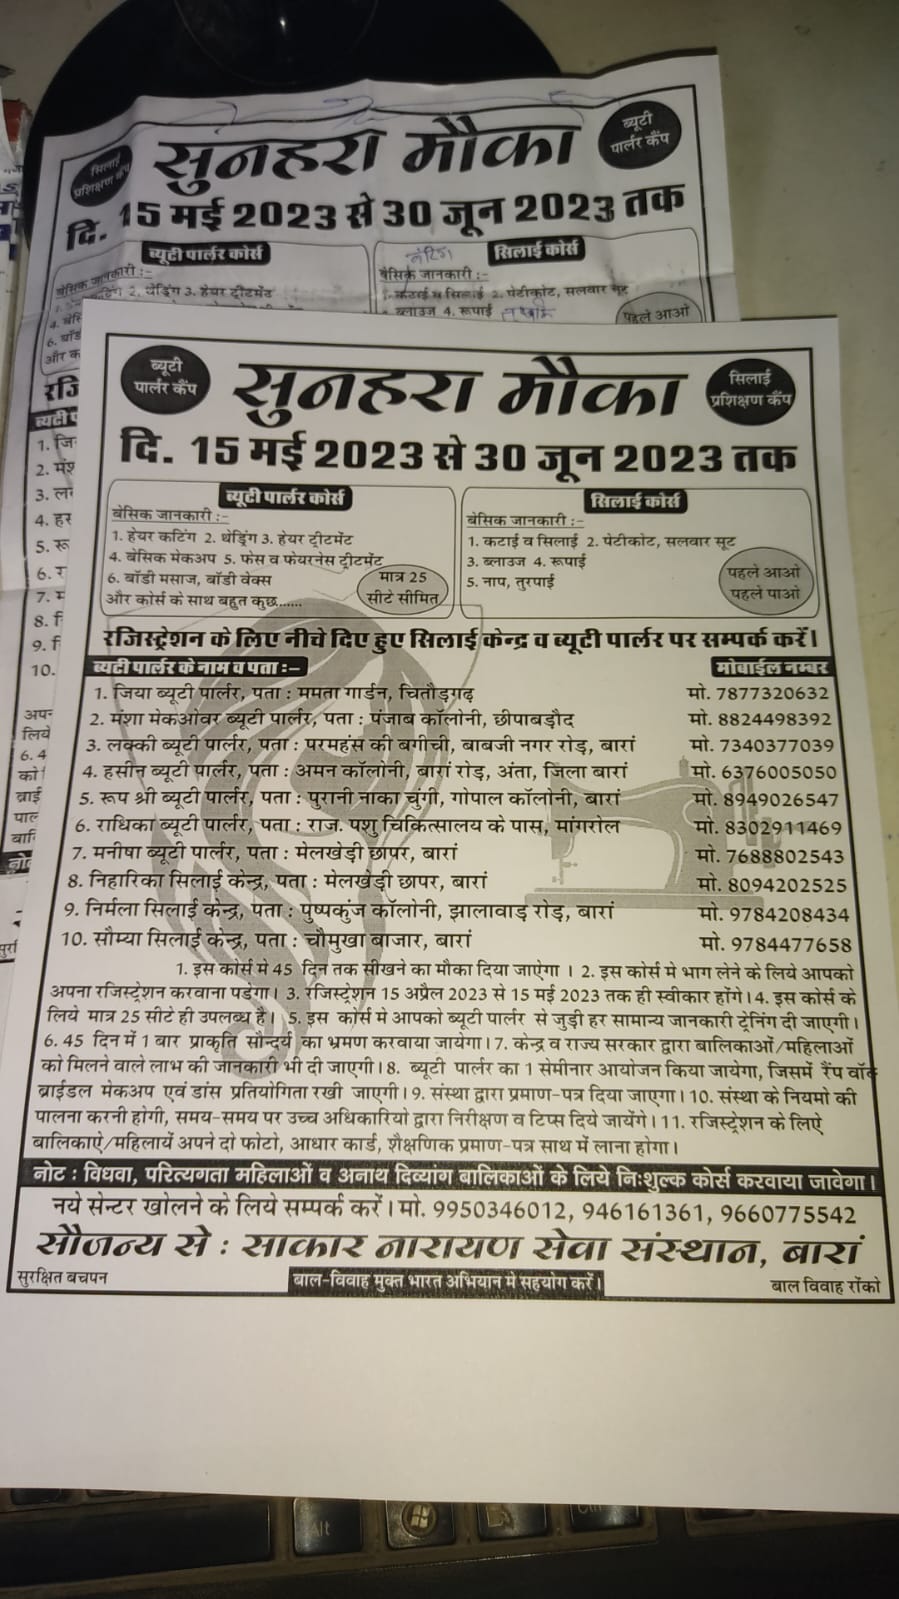 सिलाई प्रशिक्षण कैंप
सुनहरा मौका
ब्यूटी पार्लर कैंप
दि. 15 मई 2023 से 30 जून 2023 तक
ब्यूटी पार्लर कोर्स
सिलाई कोर्स
बेसिक जानकारी :-
बेसिक जानकारी :-
2. थेडिंग 3. हेयर ट्रीटमेंट
कटाई व सिलाई 2. पेटीकोट, सलवार सूट
ब्लाउज 4. रूपाई
पहले आओ
ब्यूटी
पार्लर कैंप
सुनहरा मौका
सिलाई
प्रशिक्षण कैंप
दि. 15 मई 2023 से 30 जून 2023 तक
ब्यूटी पार्लर कोर्स
बेसिक जानकारी :-
1. हेयर कटिंग 2. थेडिंग 3. हेयर ट्रीटमेंट
4. बेसिक मेकअप 5. फेस व फेयरनेस ट्रीटमेंट
6. बॉडी मसाज, बॉडी वेक्स
और कोर्स के साथ बहुत कुछ......
मात्र 25
सीटे सीमित
सिलाई कोर्स
बेसिक जानकारी :-
1. कटाई व सिलाई 2. पेटीकोट, सलवार सूट
3. ब्लाउज 4. रूपाई
5. नाप, तुरपाई
पहले आओ
पहले पाओ
रजिस्ट्रेशन के लिए नीचे दिए हुए सिलाई केन्द्र व ब्यूटी पार्लर पर सम्पर्क करें।
ब्यूटी पार्लर के नाम व पता :- मोबाईल नम्बर
1. जिया ब्यूटी पार्लर, पता : ममता गार्डन, चितौड़गढ़ मो. 7877320632
2. मंशा मेकओवर ब्यूटी पार्लर, पता : पंजाब कॉलोनी, छीपाबड़ौद मो. 8824498392
3. लक्की ब्यूटी पार्लर, पता : परमहंस की बगीची, बाबजी नगर रोड़, बारां मो. 7340377039
4. हसीन ब्यूटी पार्लर, पता : अमन कॉलोनी, बारां रोड़, अंता, जिला बारां मो. 6376005050
5. रूप श्री ब्यूटी पार्लर, पता : पुरानी नाका चुंगी, गोपाल कॉलोनी, बारां मो. 8949026547
6. राधिका ब्यूटी पार्लर, पता : राज. पशु चिकित्सालय के पास, मांगरोल मो. 8302911469
7. मनीषा ब्यूटी पार्लर, पता : मेलखेड़ी छापर, बारां मो. 7688802543
8. निहारिका सिलाई केन्द्र, पता : मेलखेड़ी छापर, बारां मो. 8094202525
9. निर्मला सिलाई केन्द्र, पता : पुष्पकुंज कॉलोनी, झालावाड़ रोड़, बारां मो. 9784208434
10. सौम्या सिलाई केन्द्र, पता : चौमुखा बाजार, बारां मो. 9784477658
1. इस कोर्स मे 45 दिन तक सीखने का मौका दिया जाऐगा । 2. इस कोर्स मे भाग लेने के लिये आपको
अपना रजिस्ट्रेशन करवाना पड़ेगा। 3. रजिस्ट्रेशन 15 अप्रैल 2023 से 15 मई 2023 तक ही स्वीकार होंगे। 4. इस कोर्स के
लिये मात्र 25 सीटे ही उपलब्ध है। 5. इस कोर्स मे आपको ब्यूटी पार्लर से जुड़ी हर सामान्य जानकारी ट्रेनिंग दी जाएगी।
6. 45 दिन में 1 बार प्राकृति सौन्दर्य का भ्रमण करवाया जायेगा। 7. केन्द्र व राज्य सरकार द्वारा बालिकाओं/महिलाओं
को मिलने वाले लाभ की जानकारी भी दी जाएगी। 8. ब्यूटी पार्लर का 1 सेमीनार आयोजन किया जायेगा, जिसमें रैंप वॉक
ब्राईडल मेकअप एवं डांस प्रतियोगिता रखी जाएगी। 9. संस्था द्वारा प्रमाण-पत्र दिया जाएगा। 10. संस्था के नियमो की
पालना करनी होगी, समय-समय पर उच्च अधिकारियो द्वारा निरीक्षण व टिप्स दिये जायेंगे। 11. रजिस्ट्रेशन के लिऐ
बालिकाऐ/महिलायें अपने दो फोटो, आधार कार्ड, शैक्षणिक प्रमाण-पत्र साथ में लाना होगा।
नोट : विधवा, परित्यगता महिलाओं व अनाथ दिव्यांग बालिकाओं के लिये निःशुल्क कोर्स करवाया जावेगा।
नये सेन्टर खोलने के लिये सम्पर्क करें। मो. 9950346012, 946161361, 9660775542
सौजन्य से : साकार नारायण सेवा संस्थान, बारां
सुरक्षित बचपन
बाल-विवाह मुक्त भारत अभियान मे सहयोग करें।
बाल विवाह रोंको
Alt